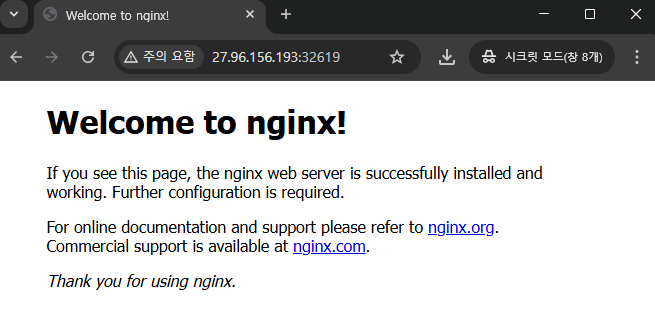 Welcome to nginx!
주의 요함 27.96.156.193:32619 시크릿 모드(창 8개)
Welcome to nginx!
If you see this page, the nginx web server is successfully installed and
working. Further configuration is required.
For online documentation and support please refer to nginx.org.
Commercial support is available at nginx.com.
Thank you for using nginx.